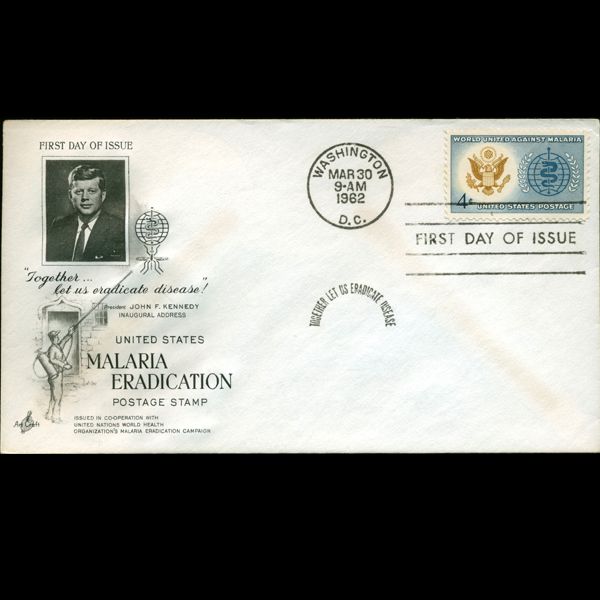 FIRST DAY OF ISSUE
"Together...
let us eradicate disease"!
President JOHN F. KENNEDY
INAUGURAL ADDRESS
UNITED STATES
MALARIA
ERADICATION
POSTAGE STAMP
ISSUED IN CO-OPERATION WITH
UNITED NATIONS WORLD HEALTH
ORGANIZATION'S MALARIA ERADICATION CAMPAIGN
Art Craft
WASHINGTON
MAR 30
9-AM
1962
D.C.
WORLD UNITED AGAINST MALARIA
4¢
UNITED STATES POSTAGE
FIRST DAY OF ISSUE
TOGETHER, LET US ERADICATE DISEASE